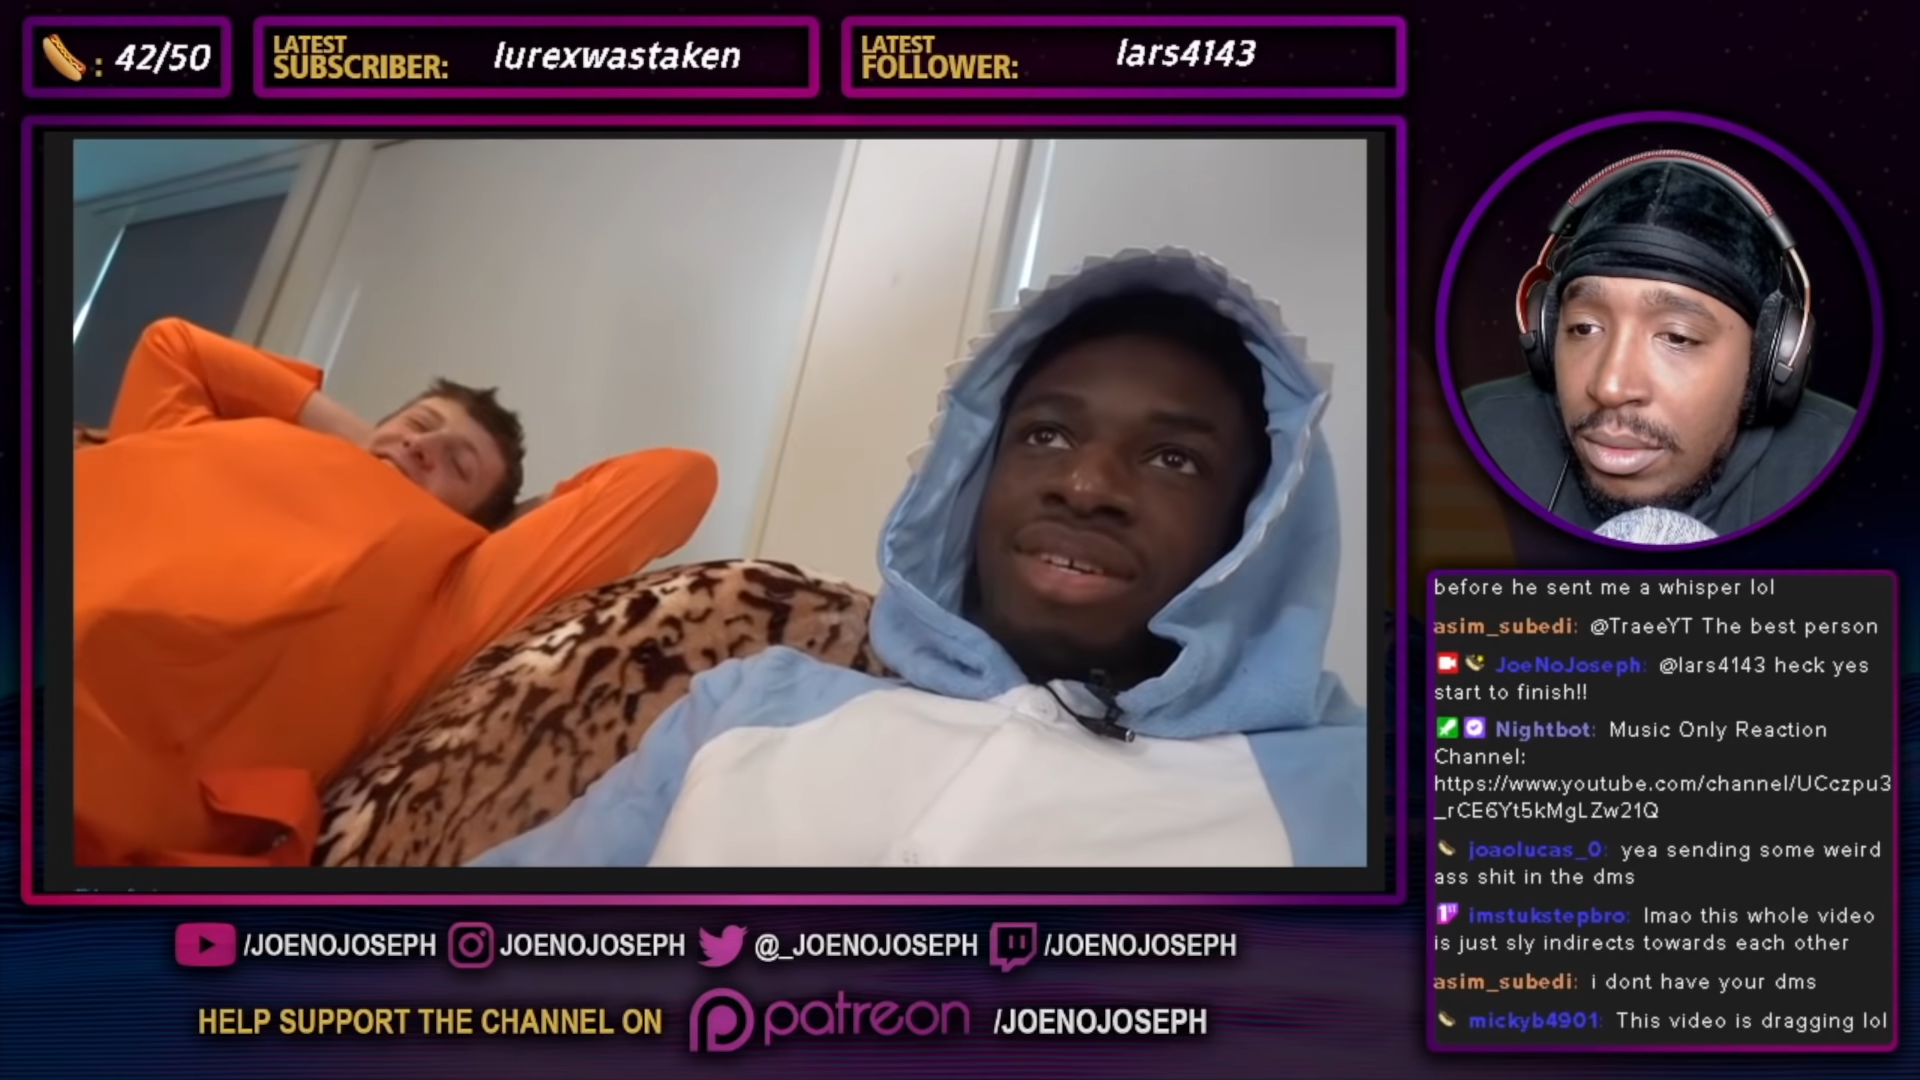 : 42/50
LATEST
SUBSCRIBER:
lurexwastaken
LATEST
FOLLOWER:
lars4143
before he sent me a whisper lol
asim_subedi: @TraeeYT The best person
JoeNoJoseph: @lars4143 heck yes
start to finish!!
Nightbot: Music Only Reaction
Channel:
https://www.youtube.com/channel/UCczpu3
_rCE6Yt5kMgLZw21Q
joaolucas_0: yea sending some weird
ass shit in the dms
imstukstepbro: lmao this whole video
is just sly indirects towards each other
asim_subedi: i dont have your dms
mickyb4901: This video is dragging lol
/JOENOJOSEPH JOENOJOSEPH @_JOENOJOSEPH /JOENOJOSEPH
HELP SUPPORT THE CHANNEL ON patreon /JOENOJOSEPH